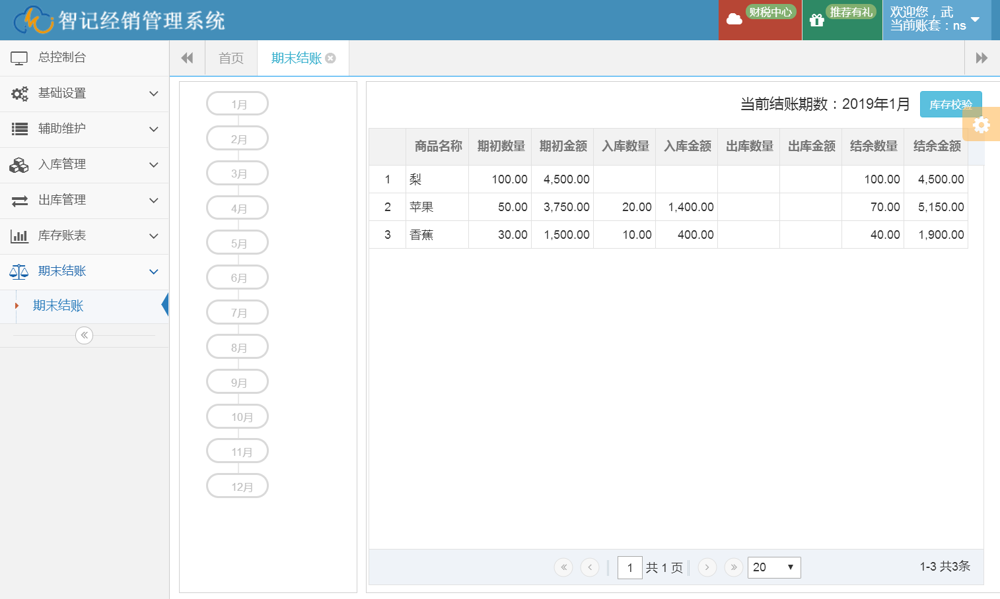 智记经销管理系统
财税中心
推荐有礼
欢迎您，武
当前账套：ns
总控制台
基础设置
辅助维护
入库管理
出库管理
库存账表
期末结账
期末结账
首页
期末结账
1月
2月
3月
4月
5月
6月
7月
8月
9月
10月
11月
12月
当前结账期数：2019年1月
库存校验
商品名称 期初数量 期初金额 入库数量 入库金额 出库数量 出库金额 结余数量 结余金额
1 梨 100.00 4,500.00 100.00 4,500.00
2 苹果 50.00 3,750.00 20.00 1,400.00 70.00 5,150.00
3 香蕉 30.00 1,500.00 10.00 400.00 40.00 1,900.00
1 共 1 页 20 1-3 共3条